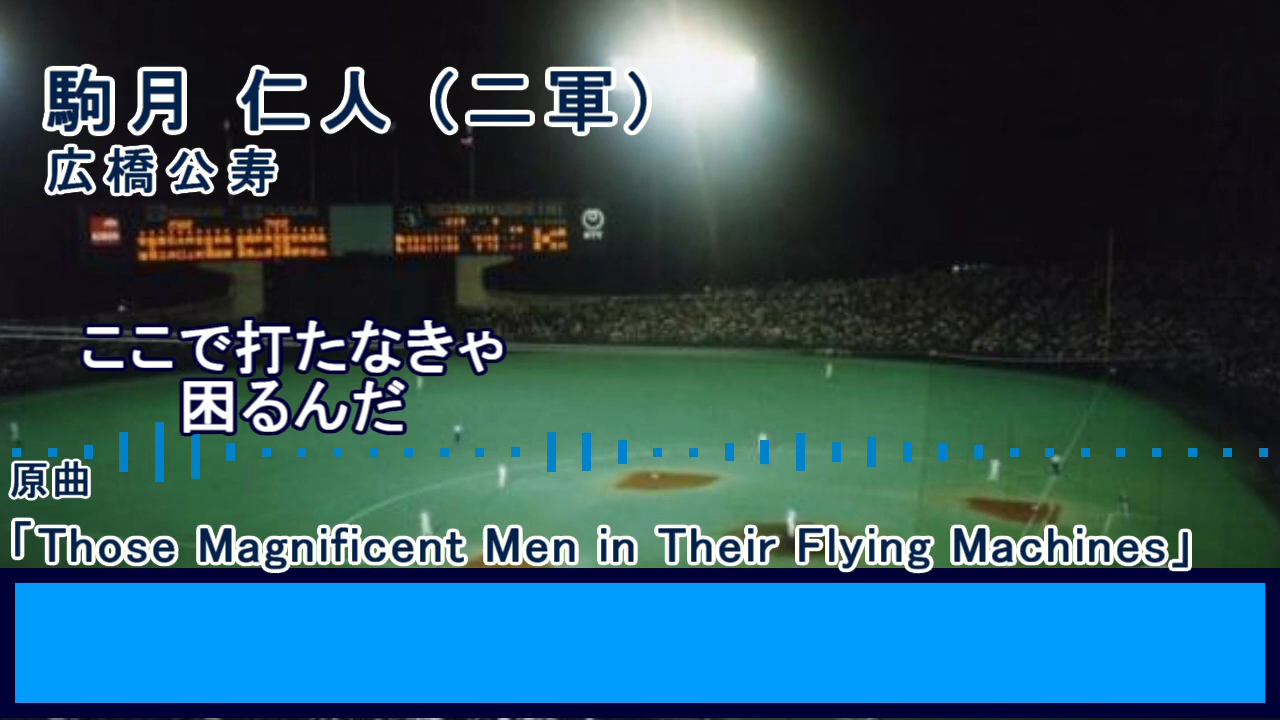 駒月 仁人（二軍）
広橋公寿
ここで打たなきゃ
困るんだ
原曲
「Those Magnificent Men in Their Flying Machines」